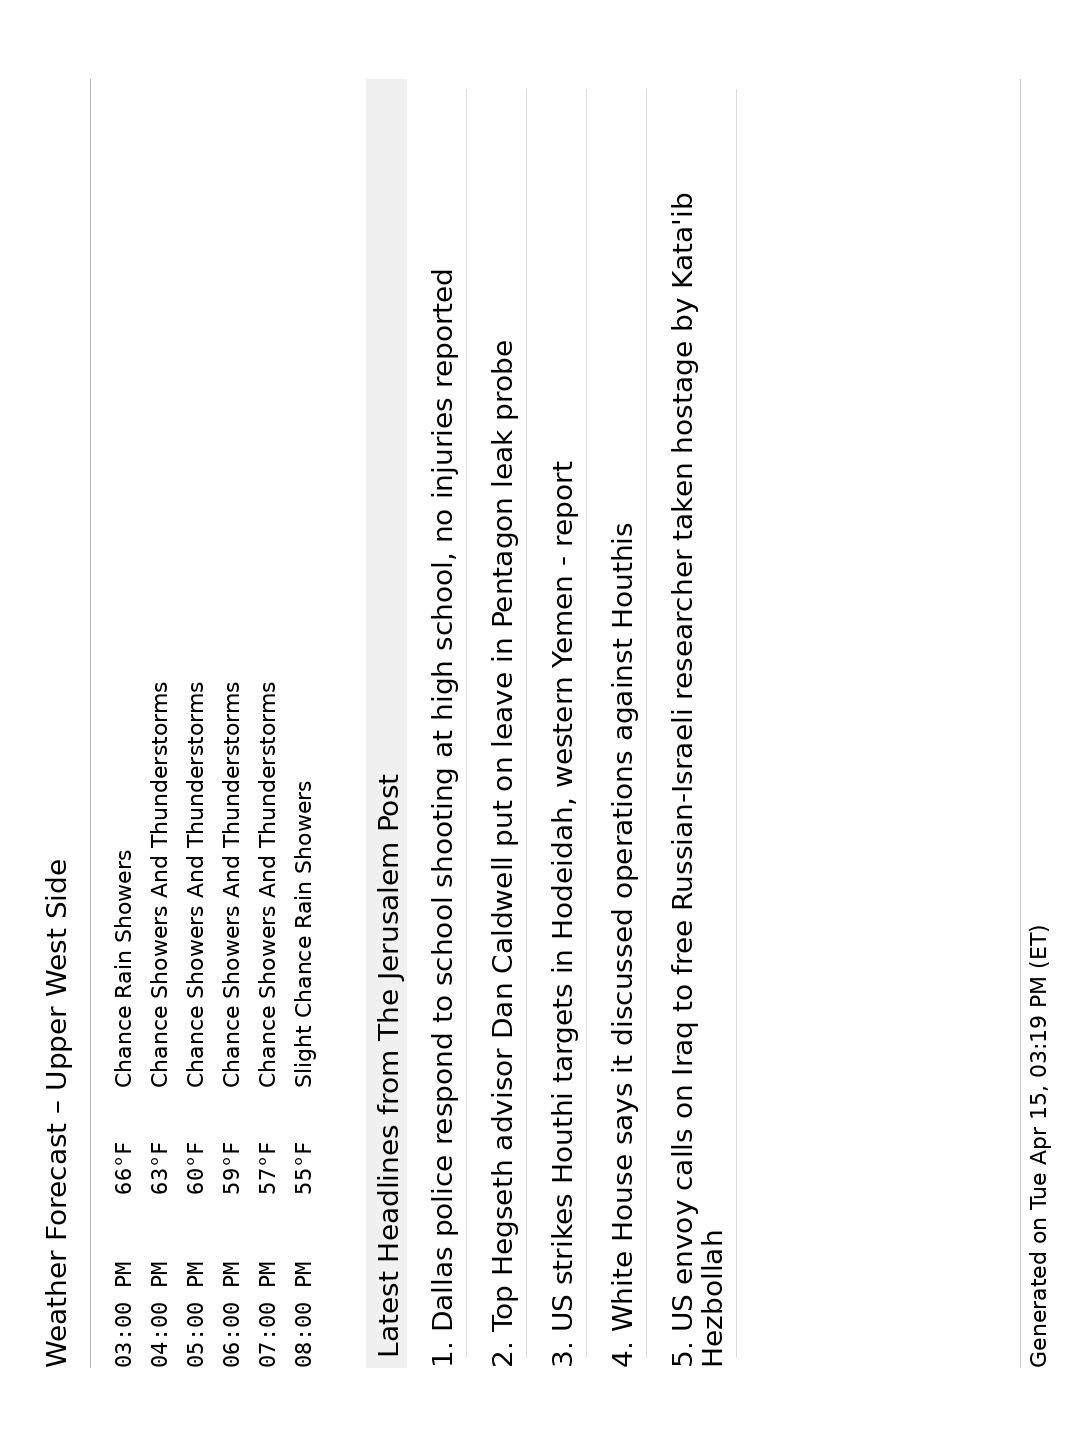 Weather Forecast – Upper West Side
03:00 PM 66°F Chance Rain Showers
04:00 PM 63°F Chance Showers And Thunderstorms
05:00 PM 60°F Chance Showers And Thunderstorms
06:00 PM 59°F Chance Showers And Thunderstorms
07:00 PM 57°F Chance Showers And Thunderstorms
08:00 PM 55°F Slight Chance Rain Showers
Latest Headlines from The Jerusalem Post
1. Dallas police respond to school shooting at high school, no injuries reported
2. Top Hegseth advisor Dan Caldwell put on leave in Pentagon leak probe
3. US strikes Houthi targets in Hodeidah, western Yemen - report
4. White House says it discussed operations against Houthis
5. US envoy calls on Iraq to free Russian-Israeli researcher taken hostage by Kata'ib
Hezbollah
Generated on Tue Apr 15, 03:19 PM (ET)